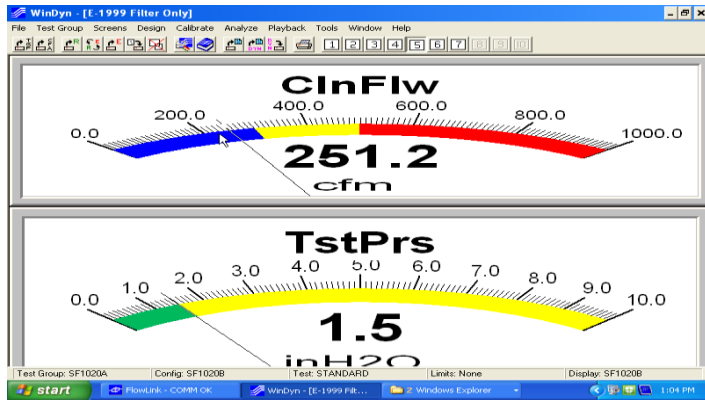 WinDyn - [E-1999 Filter Only]
File Test Group Screens Design Calibrate Analyze Playback Tools Window Help
1 2 3 4 5 6 7 8 9 10
ClnFlw
0.0 200.0 400.0 600.0 800.0 1000.0
251.2
cfm
TstPrs
0.0 1.0 2.0 3.0 4.0 5.0 6.0 7.0 8.0 9.0 10.0
1.5
inH2O
Test Group: SF1020A Config: SF1020B Test: STANDARD Limits: None Display: SF1020B
start FlowLink - COMM OK WinDyn - [E-1999 Filt... 2 Windows Explorer 1:04 PM